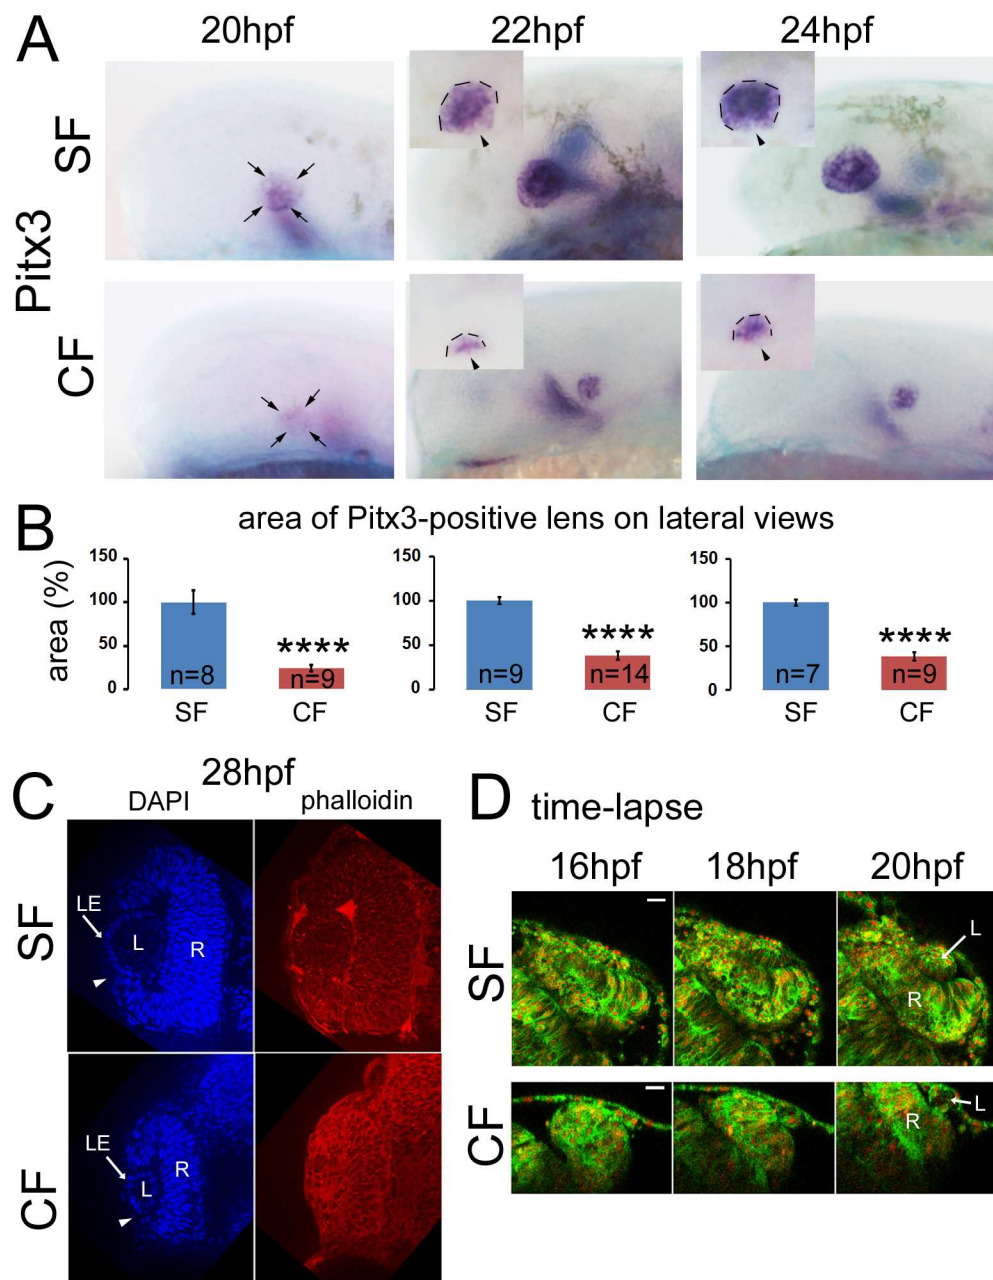 A
20hpf 22hpf 24hpf
SF
Pitx3
CF
B
area of Pitx3-positive lens on lateral views
area (%)
150 150 150
100 100 100
50 50 50
0 0 0
**** **** ****
n=8 n=9 n=9 n=14 n=7 n=9
SF CF SF CF SF CF
C
28hpf
DAPI phalloidin
SF
LE
L
R
CF
LE
L
R
D
time-lapse
16hpf 18hpf 20hpf
SF
L
R
CF
L
R